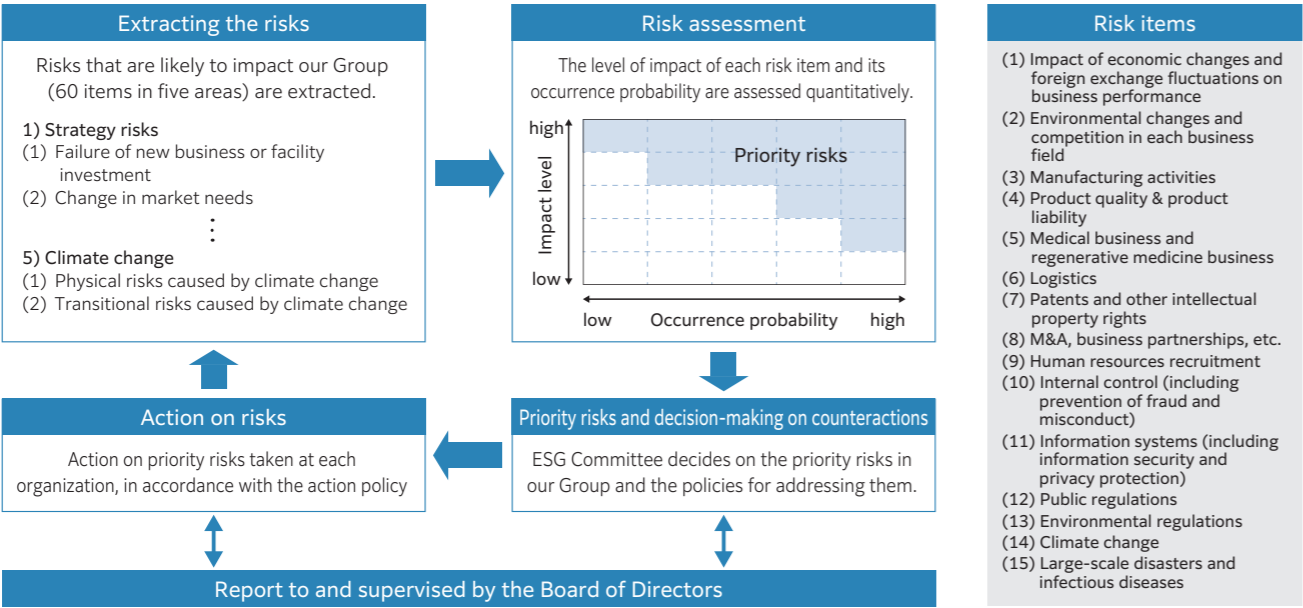 Extracting the risks
Risks that are likely to impact our Group
(60 items in five areas) are extracted.
1) Strategy risks
(1) Failure of new business or facility
investment
(2) Change in market needs
⋮
5) Climate change
(1) Physical risks caused by climate change
(2) Transitional risks caused by climate change
Risk assessment
The level of impact of each risk item and its
occurrence probability are assessed quantitatively.
high
Impact level
low
Priority risks
low Occurrence probability high
Priority risks and decision-making on counteractions
ESG Committee decides on the priority risks in
our Group and the policies for addressing them.
Action on risks
Action on priority risks taken at each
organization, in accordance with the action policy
Report to and supervised by the Board of Directors
Risk items
(1) Impact of economic changes and
foreign exchange fluctuations on
business performance
(2) Environmental changes and
competition in each business
field
(3) Manufacturing activities
(4) Product quality & product
liability
(5) Medical business and
regenerative medicine business
(6) Logistics
(7) Patents and other intellectual
property rights
(8) M&A, business partnerships, etc.
(9) Human resources recruitment
(10) Internal control (including
prevention of fraud and
misconduct)
(11) Information systems (including
information security and
privacy protection)
(12) Public regulations
(13) Environmental regulations
(14) Climate change
(15) Large-scale disasters and
infectious diseases